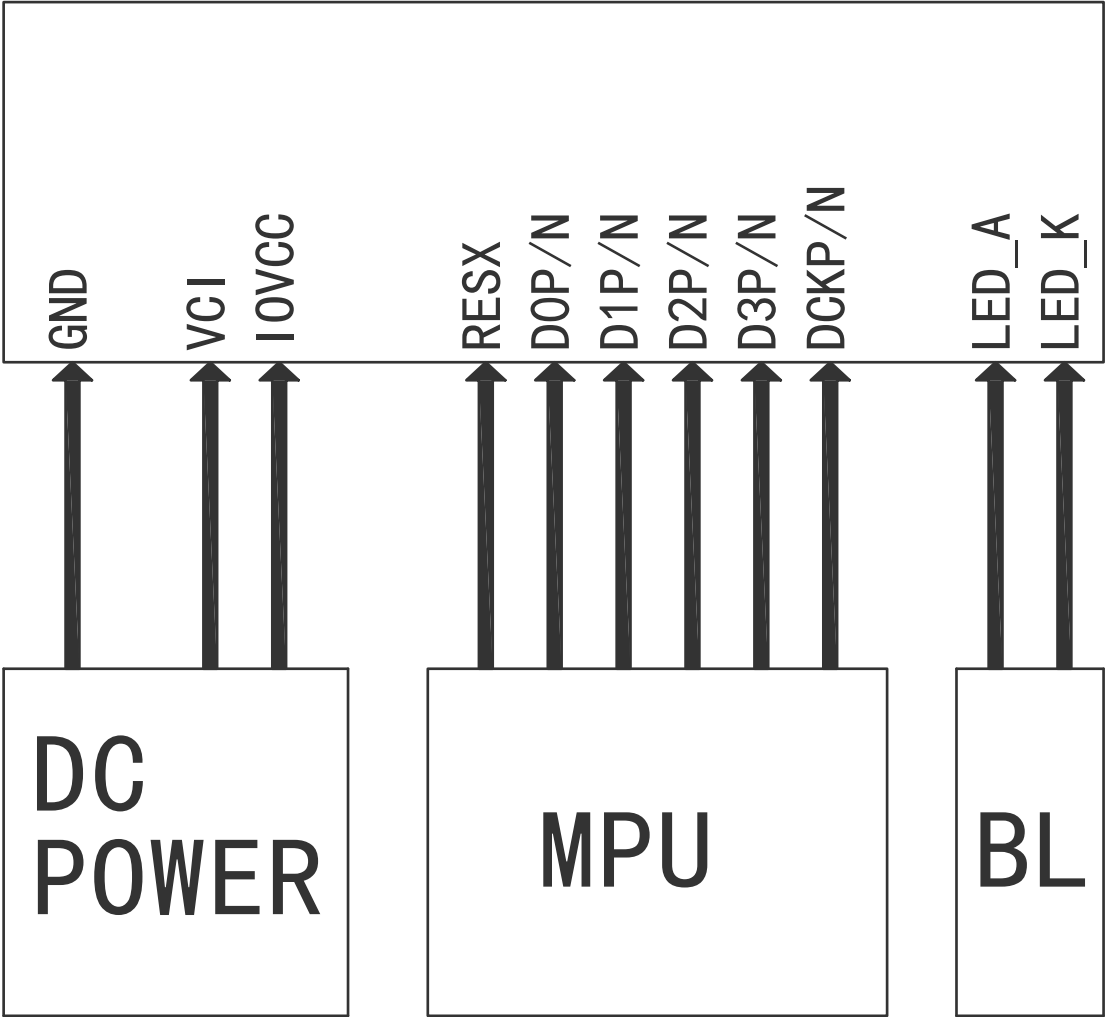 GND
VCI
IOVCC
RESX
D0P/N
D1P/N
D2P/N
D3P/N
DCKP/N
LED_A
LED_K
DC
POWER
MPU
BL